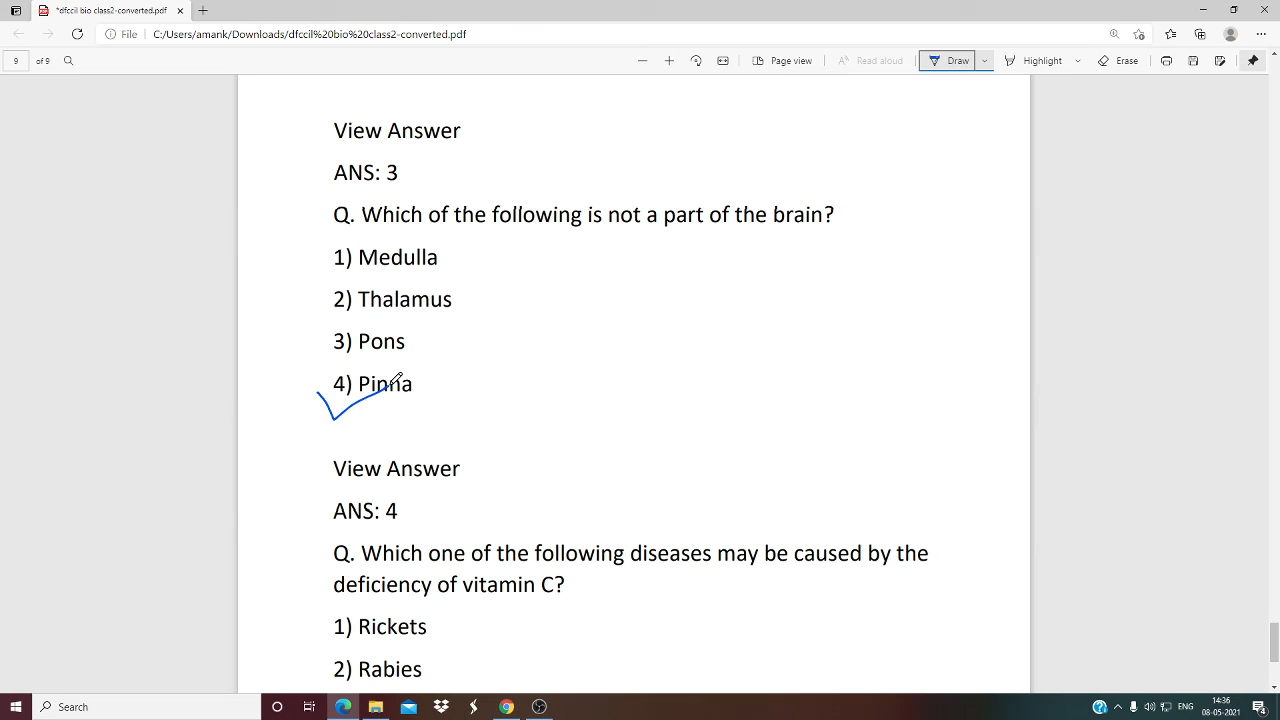 *dfccil bio class2-converted.pdf
File C:/Users/amank/Downloads/dfccil%20bio%20class2-converted.pdf
9 of 9 Page view Read aloud Draw Highlight Erase
View Answer
ANS: 3
Q. Which of the following is not a part of the brain?
1) Medulla
2) Thalamus
3) Pons
4) Pinna
View Answer
ANS: 4
Q. Which one of the following diseases may be caused by the
deficiency of vitamin C?
1) Rickets
2) Rabies
Search
ENG
14:36
08-05-2021